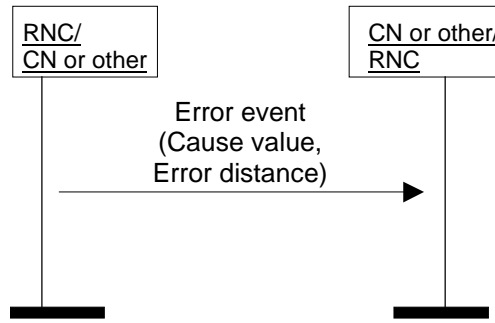 RNC/
CN or other
CN or other/
RNC
Error event
(Cause value,
Error distance)